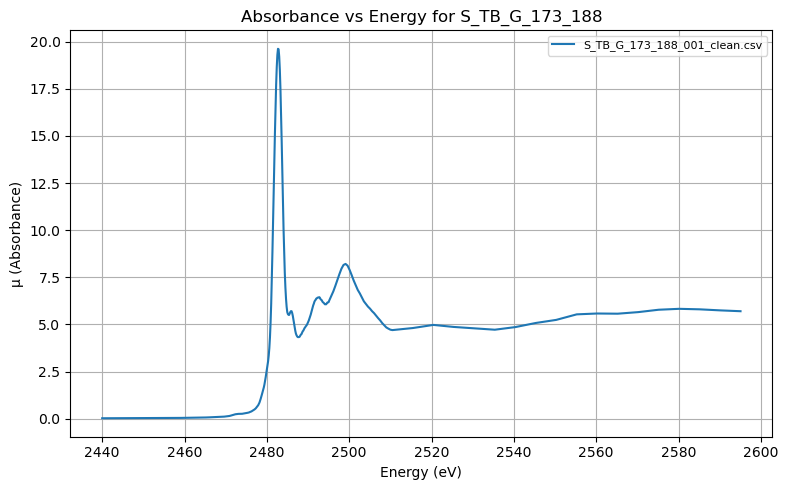 Absorbance vs Energy for S_TB_G_173_188
S_TB_G_173_188_001_clean.csv
μ (Absorbance)
20.0
17.5
15.0
12.5
10.0
7.5
5.0
2.5
0.0
2440 2460 2480 2500 2520 2540 2560 2580 2600
Energy (eV)